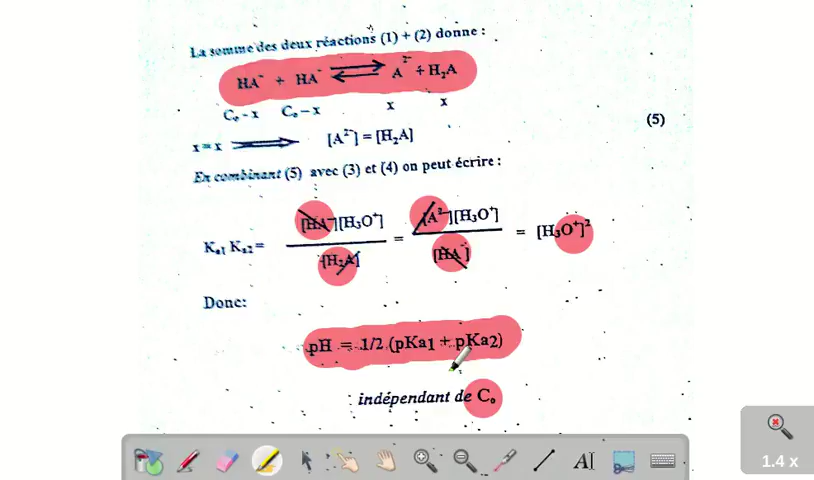 La somme des deux réactions (1) + (2) donne :
HA⁻ + HA⁻ ⇌ A²⁻ + H₂A
C₀ - x C₀ - x x x
x = x ⟹ [A²⁻] = [H₂A] (5)
En combinant (5) avec (3) et (4) on peut écrire :
Kₐ₁ Kₐ₂ = [HA⁻][H₃O⁺] / [H₂A] = [A²⁻][H₃O⁺] / [HA⁻] = [H₃O⁺]²
Donc:
pH = 1/2 (pKa₁ + pKa₂)
indépendant de C₀
AI
1.4 x